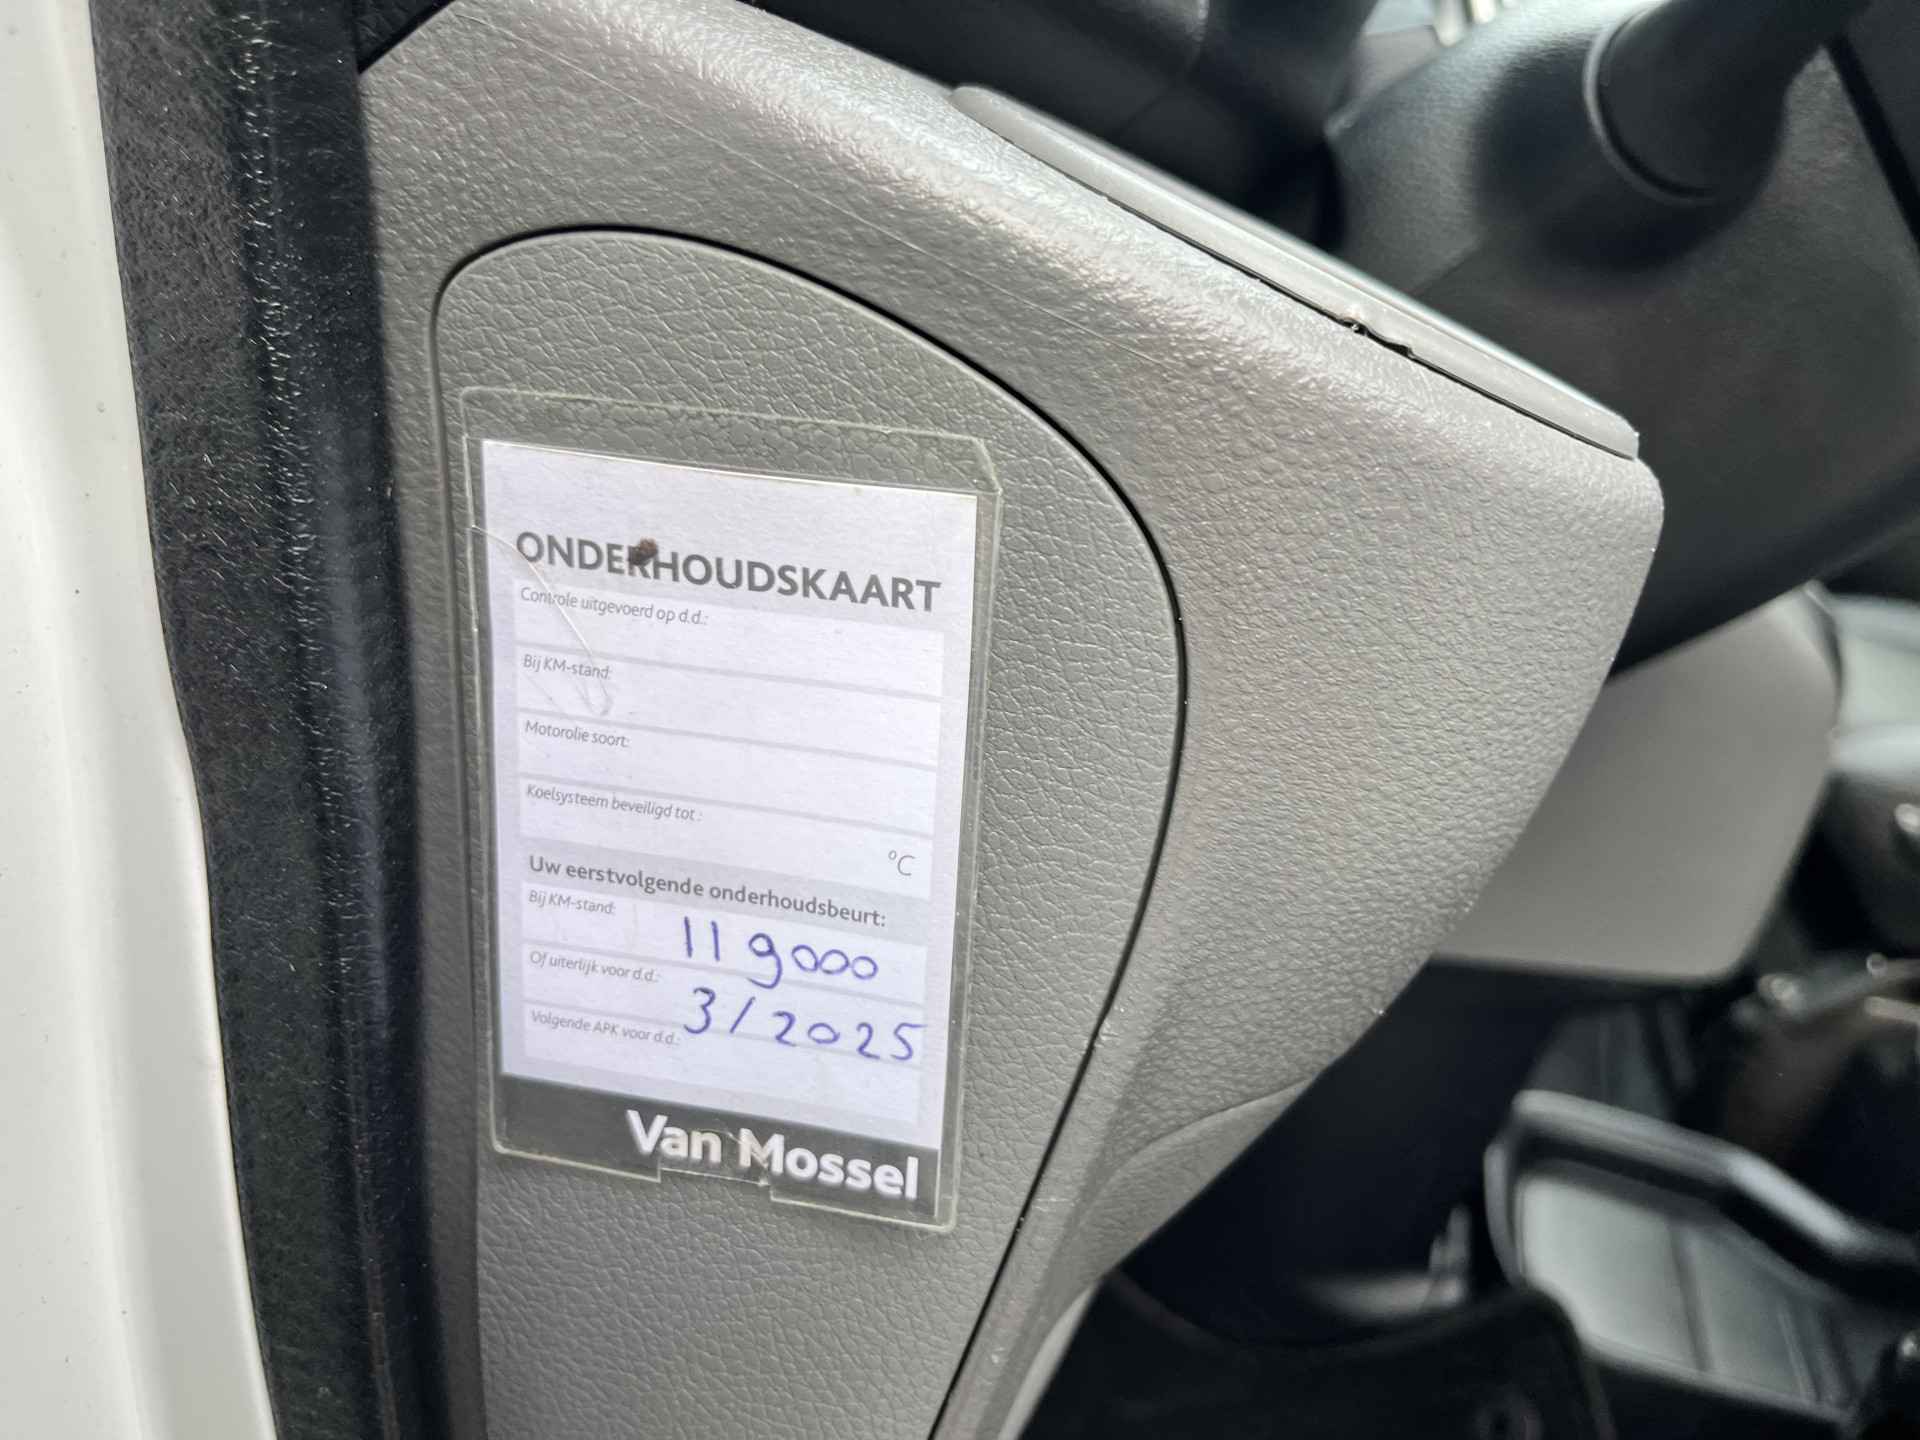 ONDERHOUDSKAART
Controle uitgevoerd op d.d.:
Bij KM-stand:
Motorolie soort:
Koelsysteem beveiligd tot :
°C
Uw eerstvolgende onderhoudsbeurt:
Bij KM-stand: 119000
Of uiterlijk voor d.d.: 3/2025
Volgende APK voor d.d.:
Van Mossel